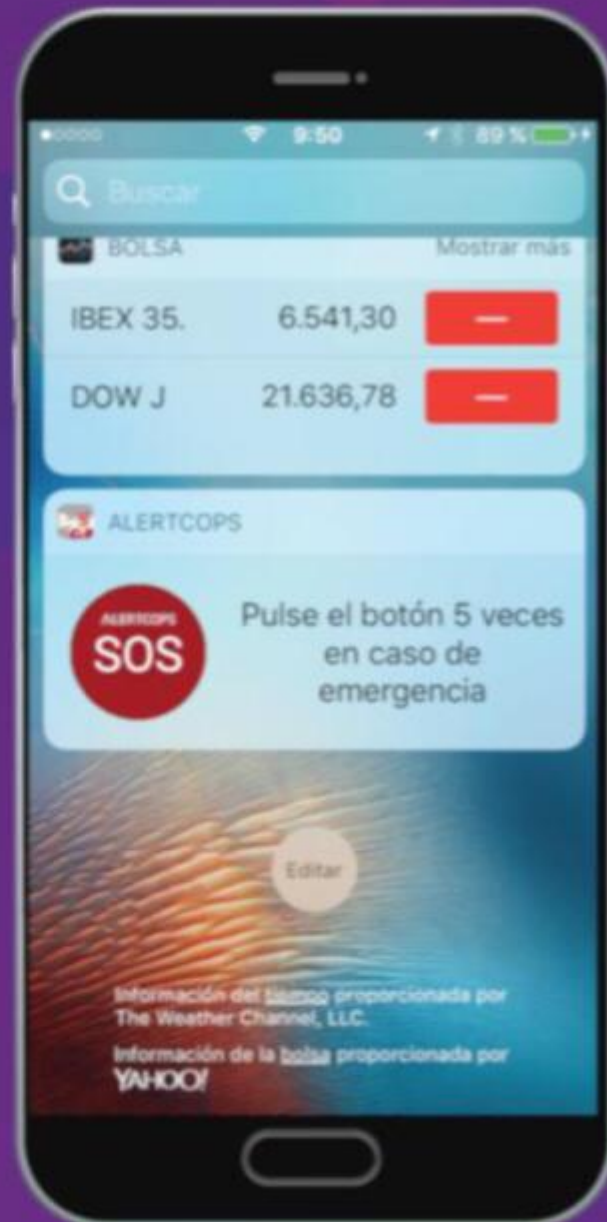 9:50 89 %
Buscar
BOLSA Mostrar más
IBEX 35. 6.541,30 —
DOW J 21.636,78 —
ALERTCOPS
ALERTCOPS
SOS
Pulse el botón 5 veces
en caso de
emergencia
Editar
Información del tiempo proporcionada por
The Weather Channel, LLC.
Información de la bolsa proporcionada por
YAHOO!